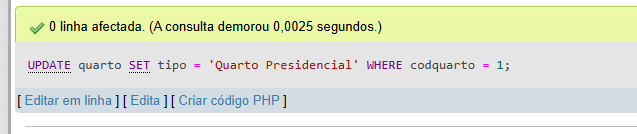 0 linha afectada. (A consulta demorou 0,0025 segundos.)
UPDATE quarto SET tipo = 'Quarto Presidencial' WHERE codquarto = 1;
[ Editar em linha ] [ Edita ] [ Criar código PHP ]